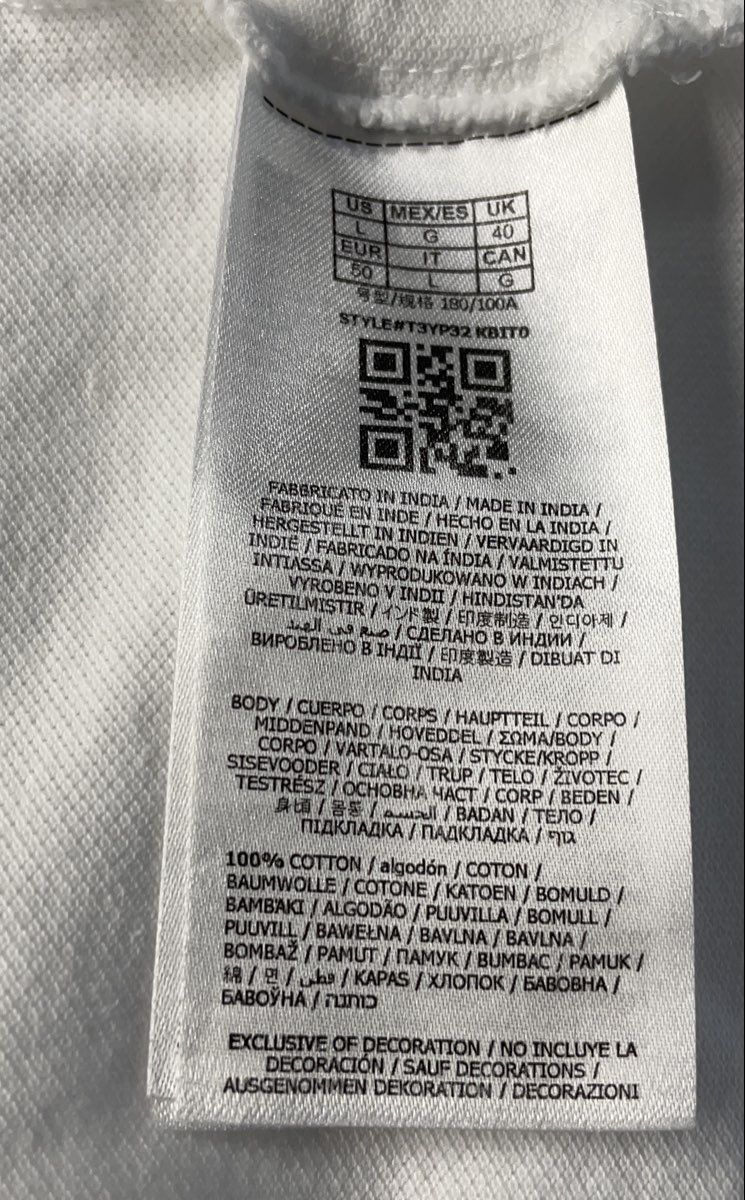 US MEX/ES UK
L G 40
EUR IT CAN
50 L G
号型/规格 180/100A
STYLE#T3YP32 KBIT0
FABBRICATO IN INDIA / MADE IN INDIA /
FABRIQUÉ EN INDE / HECHO EN LA INDIA /
HERGESTELLT IN INDIEN / VERVAARDIGD IN
INDIË / FABRICADO NA ÍNDIA / VALMISTETTU
INTIASSA / WYPRODUKOWANO W INDIACH /
VYROBENO V INDII / HINDISTAN'DA
ÜRETILMISTIR / インド製 / 印度制造 / 인디아제 /
صنع في الهند / СДЕЛАНО В ИНДИИ /
ВИРОБЛЕНО В ІНДІЇ / 印度製造 / DIBUAT DI
INDIA
BODY / CUERPO / CORPS / HAUPTTEIL / CORPO /
MIDDENPAND / HOVEDDEL / ΣΩΜΑ/BODY /
CORPO / VARTALO-OSA / STYCKE/KROPP /
SISEVOODER / CIAŁO / TRUP / TELO / ŽIVOTEC /
TESTRÉSZ / ОСНОВНА ЧАСТ / CORP / BEDEN /
身頃 / 몸통 / الجسم / BADAN / ТЕЛО /
ПІДКЛАДКА / ПАДКЛАДКА / גוף
100% COTTON / algodón / COTON /
BAUMWOLLE / COTONE / KATOEN / BOMULD /
ΒΑΜΒΑΚΙ / ALGODÃO / PUUVILLA / BOMULL /
PUUVILL / BAWEŁNA / BAVLNA / BAVLNA /
BOMBAŽ / PAMUT / ПАМУК / BUMBAC / PAMUK /
綿 / 면 / قطن / KAPAS / ХЛОПОК / БАВОВНА /
БАВОЎНА / כותנה
EXCLUSIVE OF DECORATION / NO INCLUYE LA
DECORACIÓN / SAUF DECORATIONS /
AUSGENOMMEN DEKORATION / DECORAZIONI